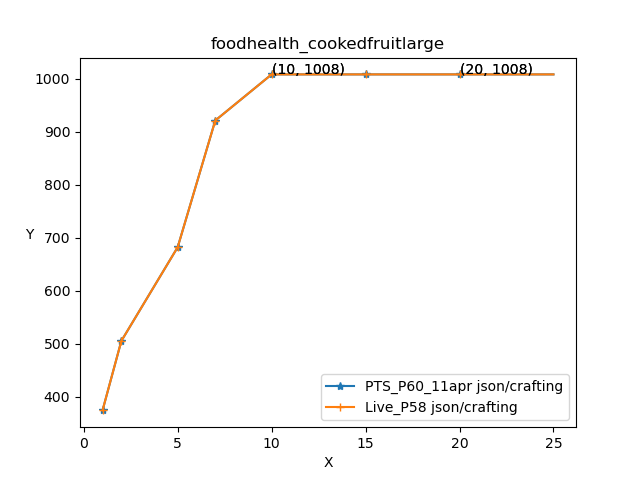 foodhealth_cookedfruitlarge
(10, 1008) (20, 1008)
1000
900
800
700
Y
600
500
400
PTS_P60_11apr json/crafting
Live_P58 json/crafting
0 5 10 15 20 25
X